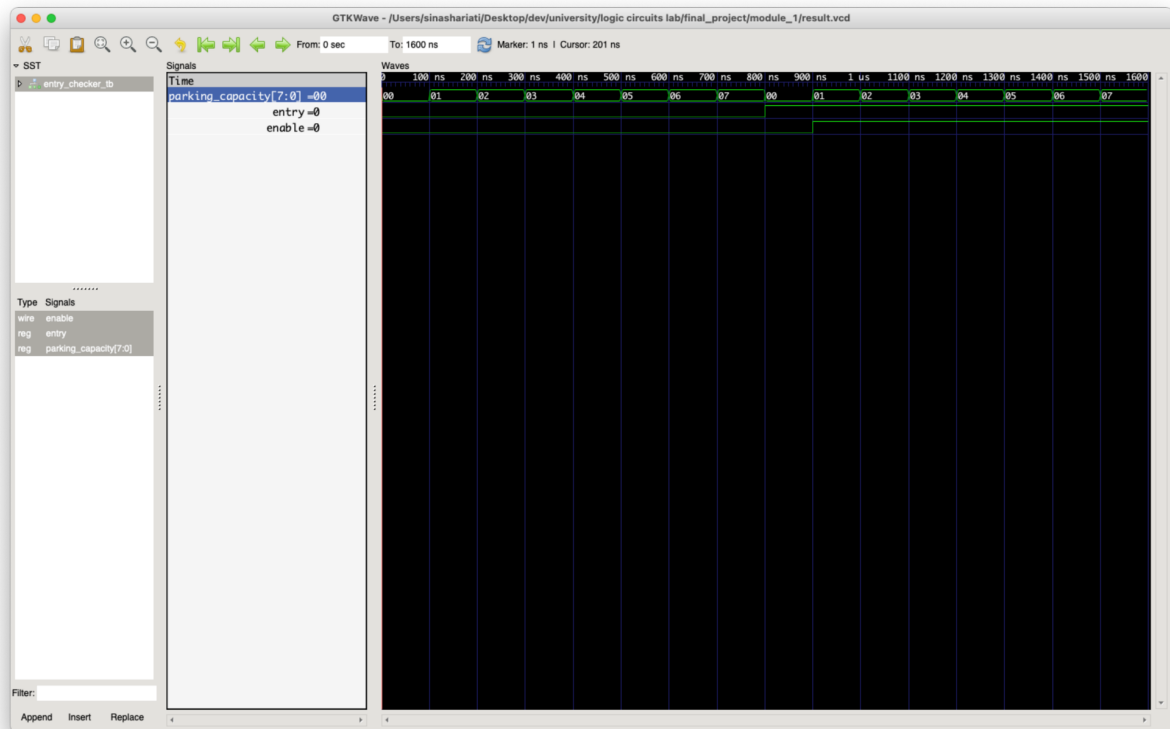 GTKWave - /Users/sinashariati/Desktop/dev/university/logic circuits lab/final_project/module_1/result.vcd
From: 0 sec To: 1600 ns Marker: 1 ns | Cursor: 201 ns
SST
entry_checker_tb
Type Signals
wire enable
reg entry
reg parking_capacity[7:0]
Filter:
Append Insert Replace
Signals
Time
parking_capacity[7:0] =00
entry =0
enable =0
Waves
0 100 ns 200 ns 300 ns 400 ns 500 ns 600 ns 700 ns 800 ns 900 ns 1 us 1100 ns 1200 ns 1300 ns 1400 ns 1500 ns 1600
00 01 02 03 04 05 06 07 00 01 02 03 04 05 06 07